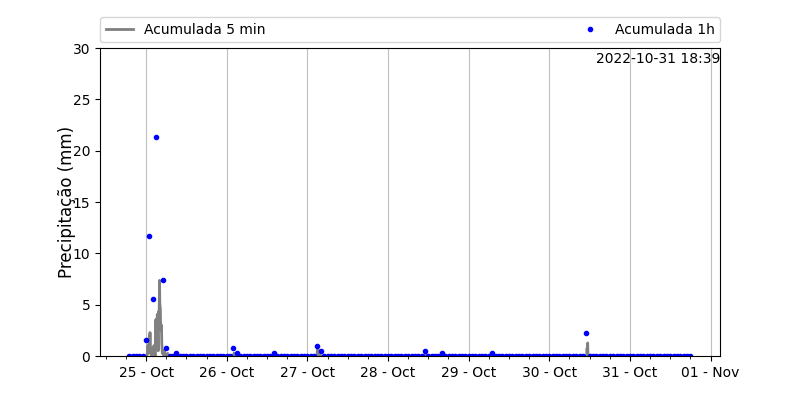 Acumulada 5 min
Acumulada 1h
2022-10-31 18:39
Precipitação (mm)
30
25
20
15
10
5
0
25 - Oct
26 - Oct
27 - Oct
28 - Oct
29 - Oct
30 - Oct
31 - Oct
01 - Nov